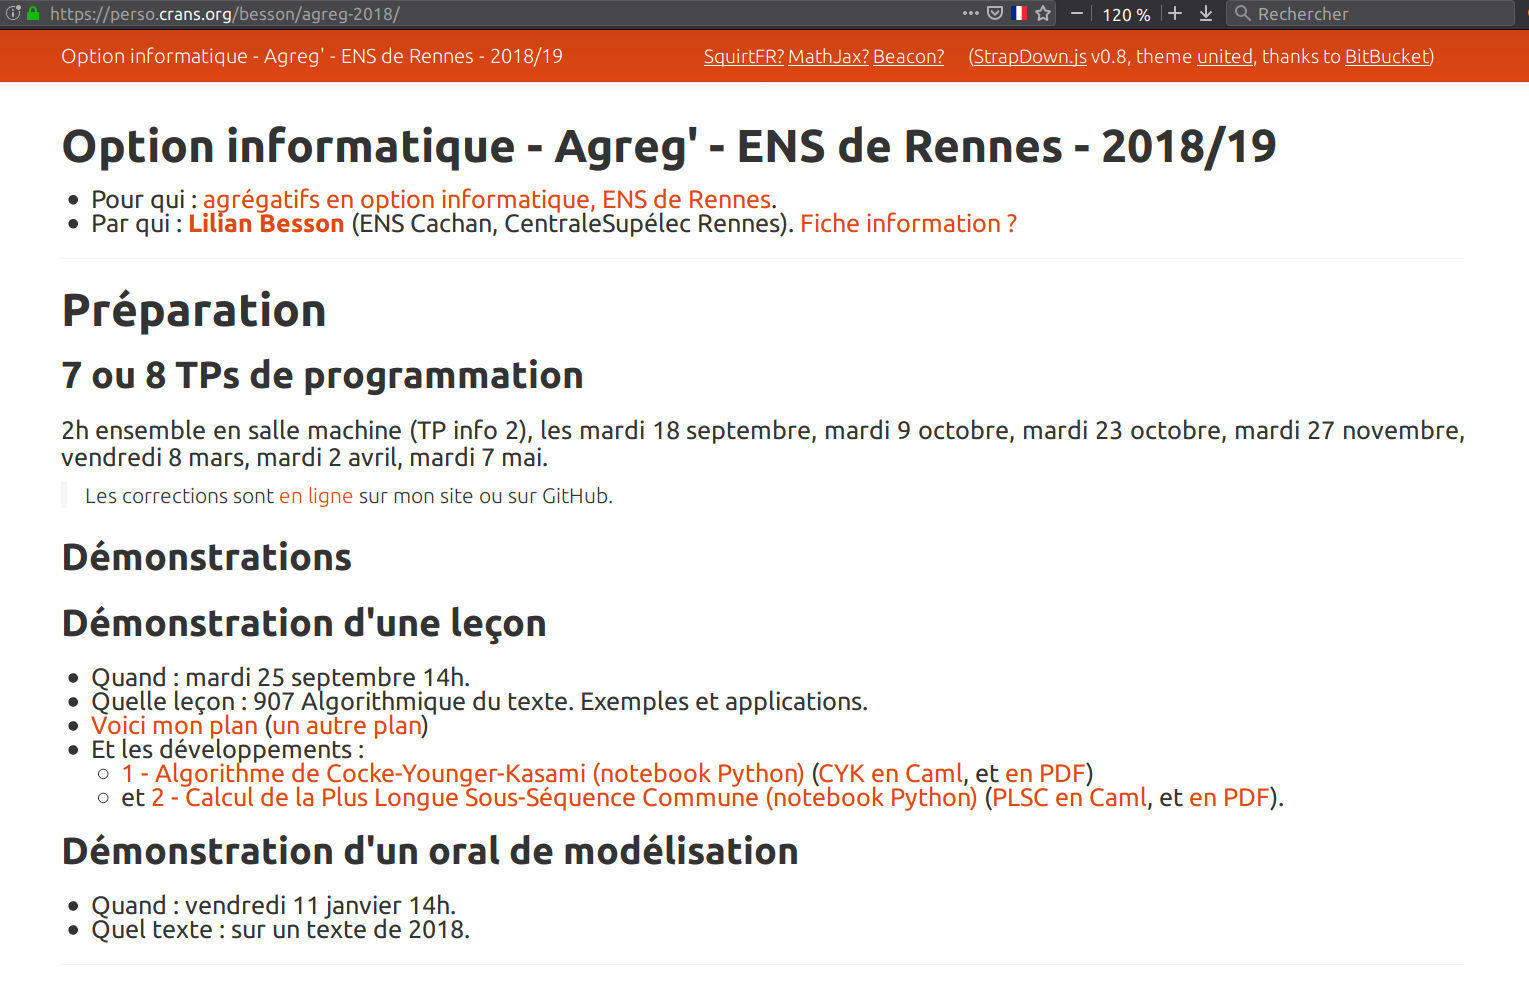 https://perso.crans.org/besson/agreg-2018/ 120 % Rechercher
Option informatique - Agreg' - ENS de Rennes - 2018/19 SquirtFR? MathJax? Beacon? (StrapDown.js v0.8, theme united, thanks to BitBucket)
Option informatique - Agreg' - ENS de Rennes - 2018/19
• Pour qui : agrégatifs en option informatique, ENS de Rennes.
• Par qui : Lilian Besson (ENS Cachan, CentraleSupélec Rennes). Fiche information ?
Préparation
7 ou 8 TPs de programmation
2h ensemble en salle machine (TP info 2), les mardi 18 septembre, mardi 9 octobre, mardi 23 octobre, mardi 27 novembre,
vendredi 8 mars, mardi 2 avril, mardi 7 mai.
Les corrections sont en ligne sur mon site ou sur GitHub.
Démonstrations
Démonstration d'une leçon
• Quand : mardi 25 septembre 14h.
• Quelle leçon : 907 Algorithmique du texte. Exemples et applications.
• Voici mon plan (un autre plan)
• Et les développements :
○ 1 - Algorithme de Cocke-Younger-Kasami (notebook Python) (CYK en Caml, et en PDF)
○ et 2 - Calcul de la Plus Longue Sous-Séquence Commune (notebook Python) (PLSC en Caml, et en PDF).
Démonstration d'un oral de modélisation
• Quand : vendredi 11 janvier 14h.
• Quel texte : sur un texte de 2018.